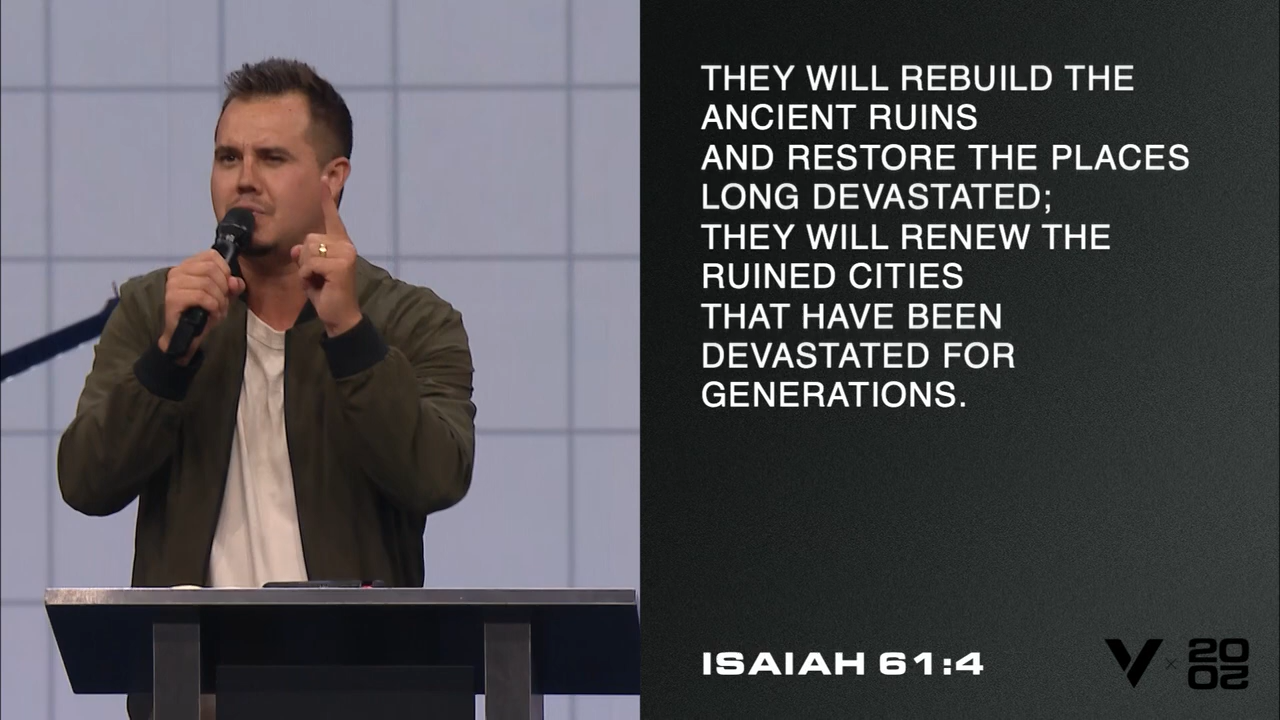 THEY WILL REBUILD THE
ANCIENT RUINS
AND RESTORE THE PLACES
LONG DEVASTATED;
THEY WILL RENEW THE
RUINED CITIES
THAT HAVE BEEN
DEVASTATED FOR
GENERATIONS.
ISAIAH 61:4
V × 20
02